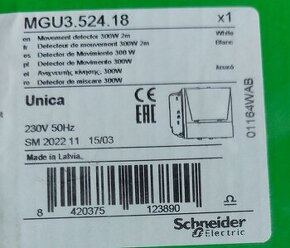 MGU3.524.18 x1
en Movement detector 300W 2m White
fr Detecteur de mouvement 300W 2m Blanc
es Detector de Movimiento 300 W
pt Detector de Movimento 300W
el Ανιχνευτής κίνησης, 300W Λευκό
ro Detector de miscare 300W
Unica
CE EAC
230V 50Hz
SM 2022 11 15/03
01164WAB
Made in Latvia,
8 420375 123890
Schneider
Electric